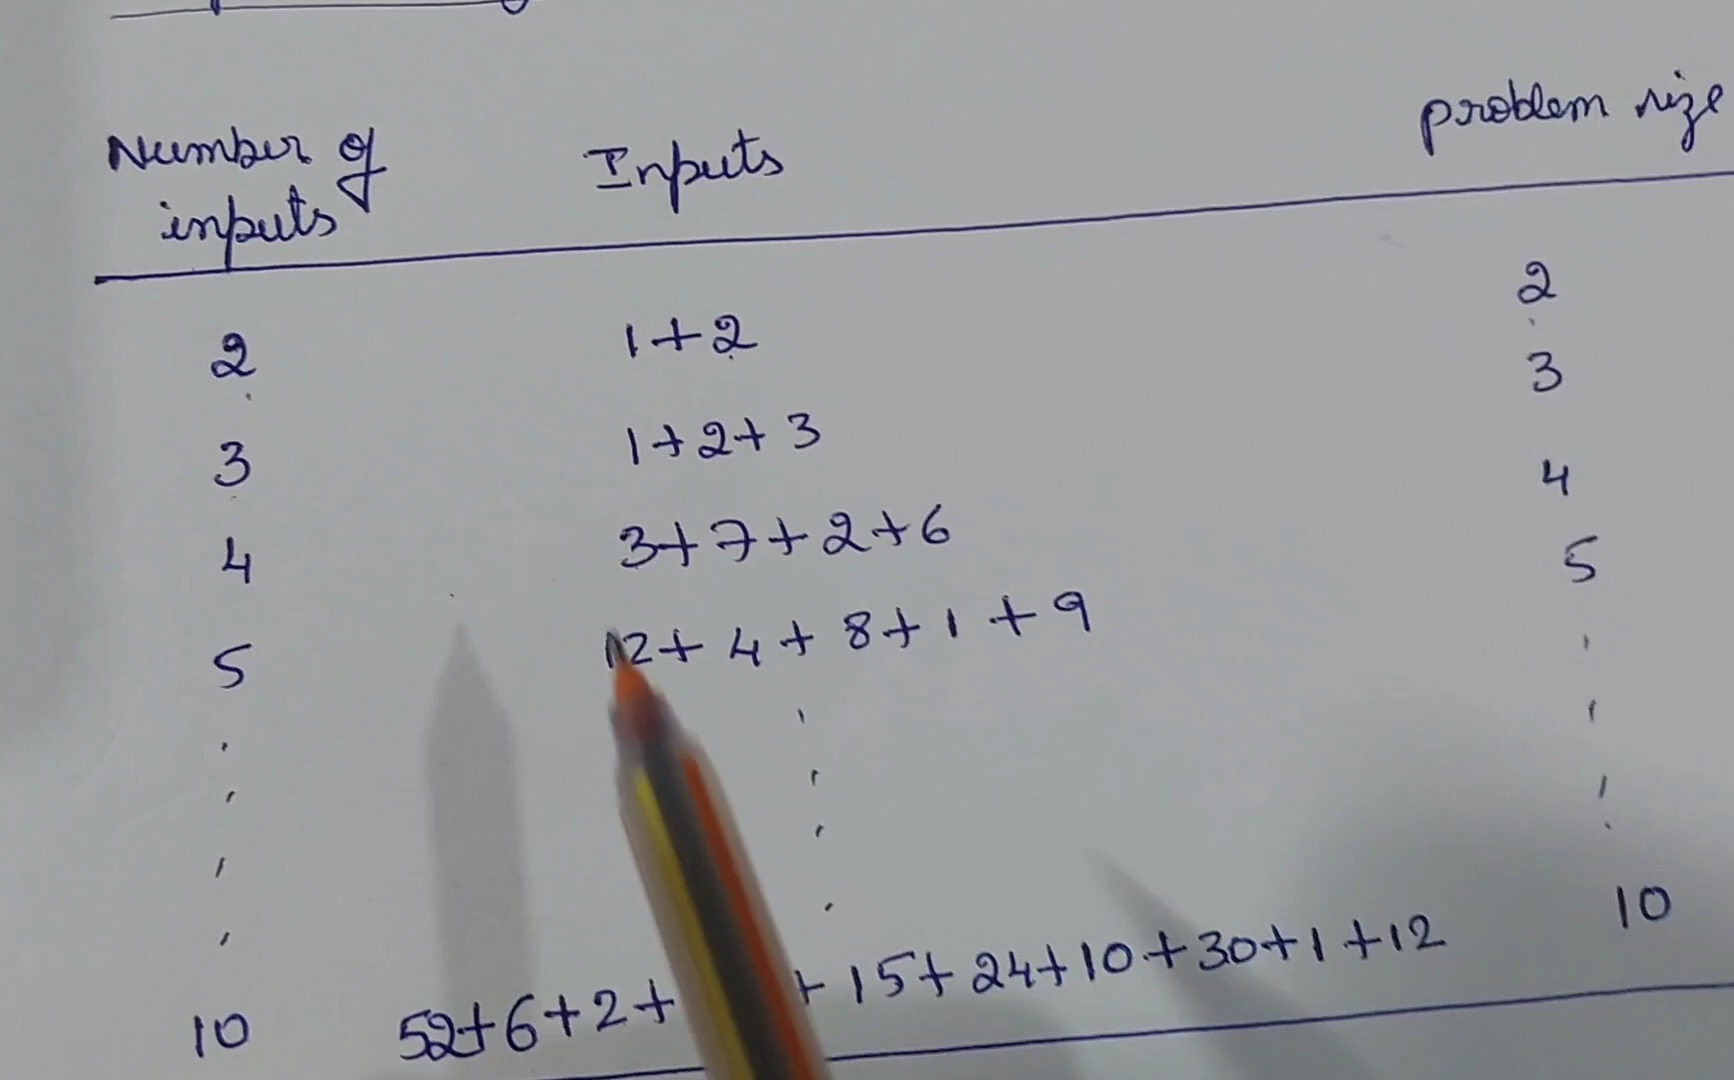 Number of inputs Inputs problem size
2 1+2 2
3 1+2+3 3
4 3+7+2+6 4
5 12+4+8+1+9 5
10 52+6+2+ +15+24+10+30+1+12 10